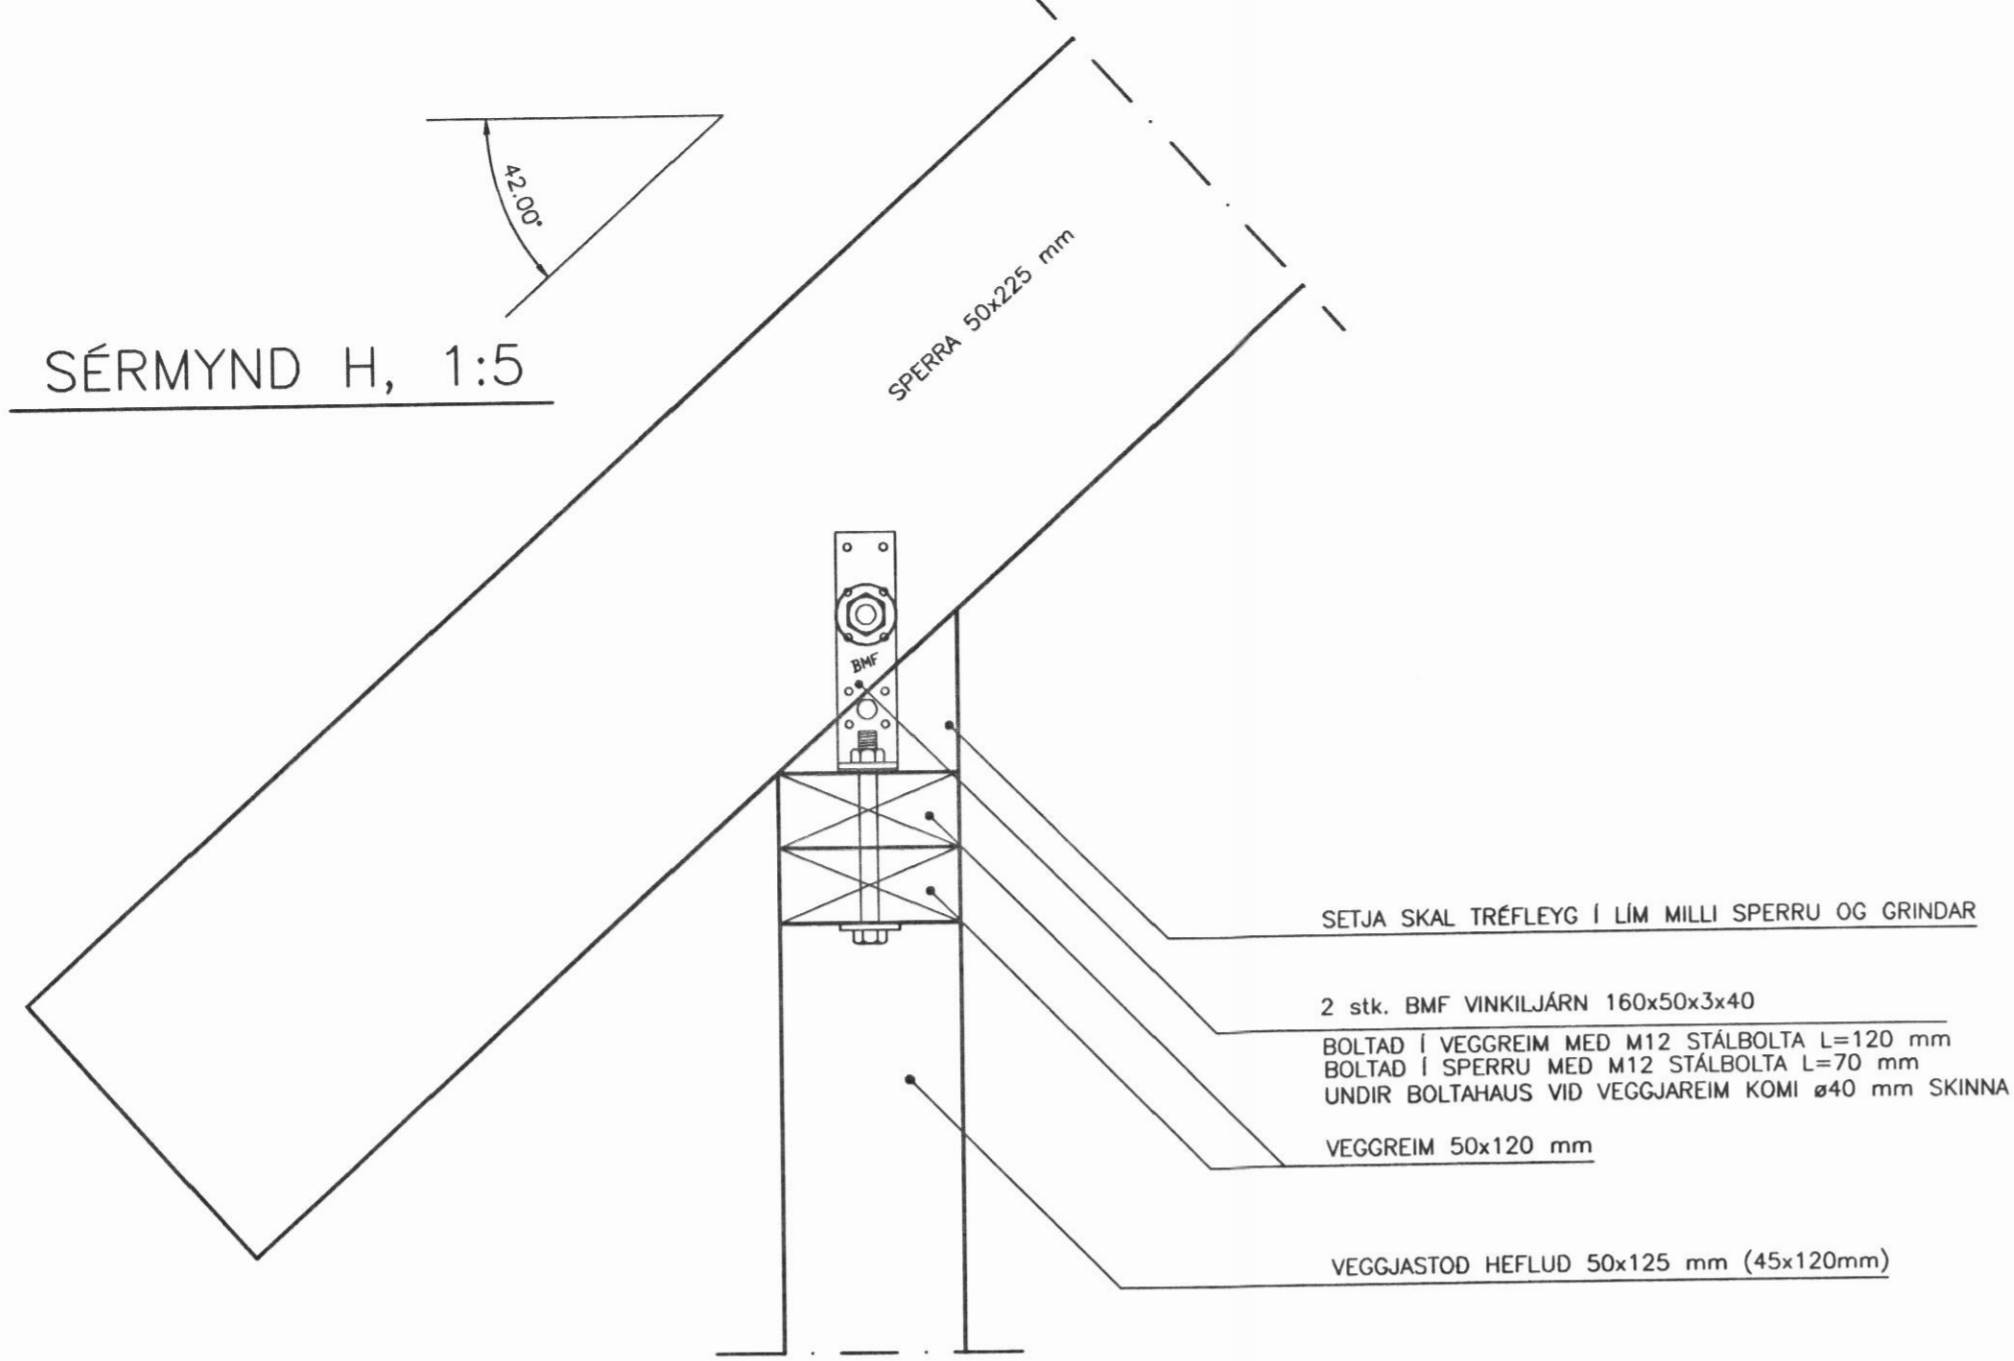 42.00°
SÉRMYND H, 1:5
SPERRA 50x225 mm
BMF
SETJA SKAL TRÉFLEYG Í LÍM MILLI SPERRU OG GRINDAR
2 stk. BMF VINKILJÁRN 160x50x3x40
BOLTAD Í VEGGREIM MED M12 STÁLBOLTA L=120 mm
BOLTAD Í SPERRU MED M12 STÁLBOLTA L=70 mm
UNDIR BOLTAHAUS VID VEGGJAREIM KOMI ø40 mm SKINNA
VEGGREIM 50x120 mm
VEGGJASTOD HEFLUD 50x125 mm (45x120mm)